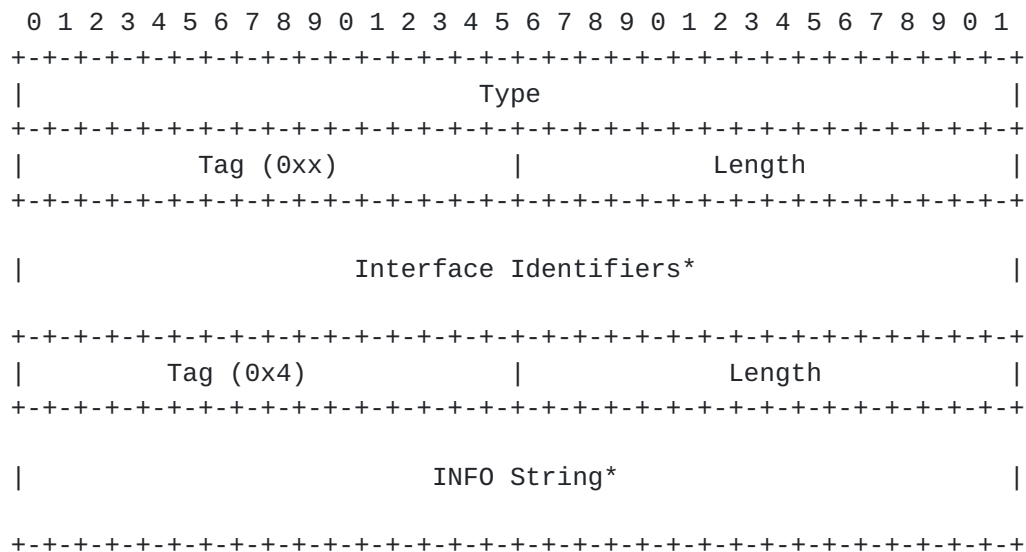 0 1 2 3 4 5 6 7 8 9 0 1 2 3 4 5 6 7 8 9 0 1 2 3 4 5 6 7 8 9 0 1
+-+-+-+-+-+-+-+-+-+-+-+-+-+-+-+-+-+-+-+-+-+-+-+-+-+-+-+-+-+-+-+-+
|                             Type                              |
+-+-+-+-+-+-+-+-+-+-+-+-+-+-+-+-+-+-+-+-+-+-+-+-+-+-+-+-+-+-+-+-+
|           Tag (0xx)           |            Length             |
+-+-+-+-+-+-+-+-+-+-+-+-+-+-+-+-+-+-+-+-+-+-+-+-+-+-+-+-+-+-+-+-+
|                     Interface Identifiers*                    |
+-+-+-+-+-+-+-+-+-+-+-+-+-+-+-+-+-+-+-+-+-+-+-+-+-+-+-+-+-+-+-+-+
|         Tag (0x4)             |             Length            |
+-+-+-+-+-+-+-+-+-+-+-+-+-+-+-+-+-+-+-+-+-+-+-+-+-+-+-+-+-+-+-+-+
|                          INFO String*                         |
+-+-+-+-+-+-+-+-+-+-+-+-+-+-+-+-+-+-+-+-+-+-+-+-+-+-+-+-+-+-+-+-+